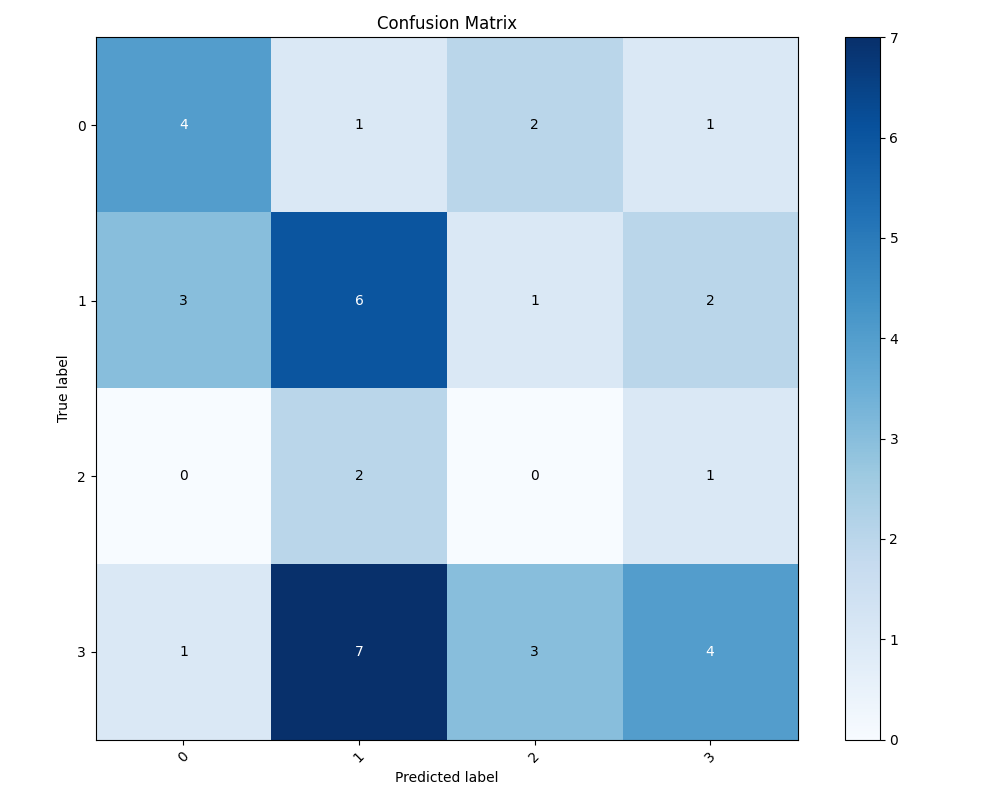 Confusion Matrix
0 4 1 2 1
1 3 6 1 2
2 0 2 0 1
3 1 7 3 4
0 1 2 3
Predicted label
True label
7
6
5
4
3
2
1
0